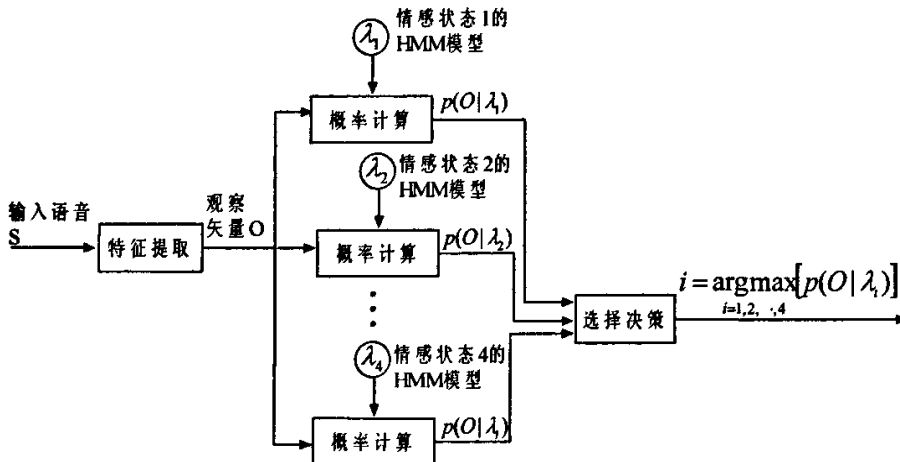 λ₁ 情感状态1的
HMM模型
概率计算 p(O|λ₁)
λ₂ 情感状态2的
HMM模型
输入语音
S
特征提取
观察
矢量O
概率计算 p(O|λ₂)
⋮
选择决策
i=argmax[p(O|λᵢ)]
i=1,2, ·,4
λ₄ 情感状态4的
HMM模型
概率计算 p(O|λ)